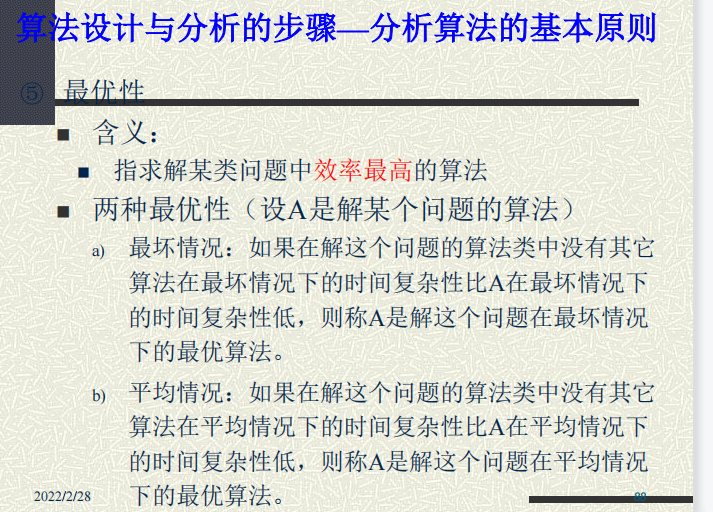 算法设计与分析的步骤—分析算法的基本原则
⑤ 最优性
■ 含义：
■ 指求解某类问题中效率最高的算法
■ 两种最优性（设A是解某个问题的算法）
a) 最坏情况：如果在解这个问题的算法类中没有其它
算法在最坏情况下的时间复杂性比A在最坏情况下
的时间复杂性低，则称A是解这个问题在最坏情况
下的最优算法。
b) 平均情况：如果在解这个问题的算法类中没有其它
算法在平均情况下的时间复杂性比A在平均情况下
的时间复杂性低，则称A是解这个问题在平均情况
下的最优算法。
2022/2/28